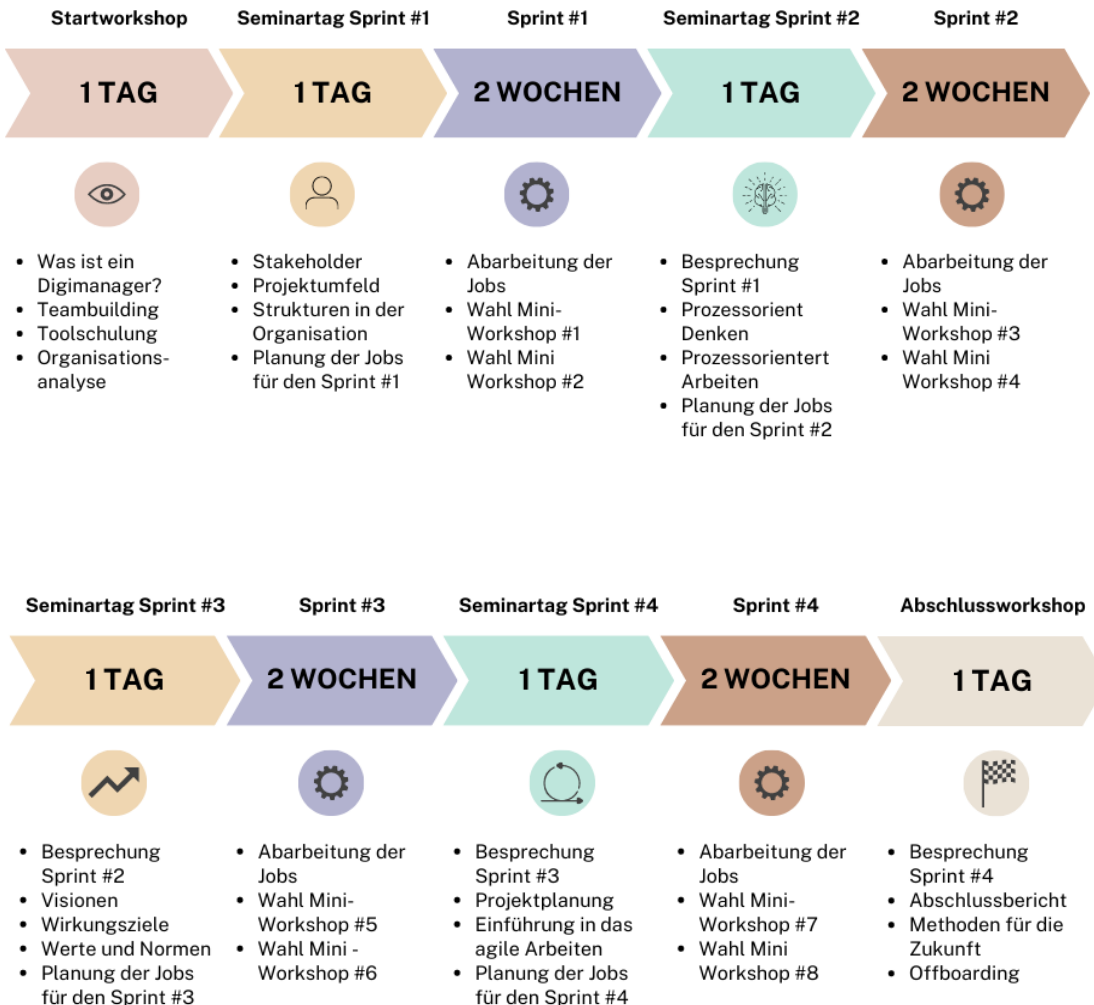 Startworkshop
Seminartag Sprint #1
Sprint #1
Seminartag Sprint #2
Sprint #2
1 TAG
1 TAG
2 WOCHEN
1 TAG
2 WOCHEN
• Was ist ein
Digimanager?
• Teambuilding
• Toolschulung
• Organisations-
analyse
• Stakeholder
• Projektumfeld
• Strukturen in der
Organisation
• Planung der Jobs
für den Sprint #1
• Abarbeitung der
Jobs
• Wahl Mini-
Workshop #1
• Wahl Mini
Workshop #2
• Besprechung
Sprint #1
• Prozessorient
Denken
• Prozessorientert
Arbeiten
• Planung der Jobs
für den Sprint #2
• Abarbeitung der
Jobs
• Wahl Mini-
Workshop #3
• Wahl Mini
Workshop #4
Seminartag Sprint #3
Sprint #3
Seminartag Sprint #4
Sprint #4
Abschlussworkshop
1 TAG
2 WOCHEN
1 TAG
2 WOCHEN
1 TAG
• Besprechung
Sprint #2
• Visionen
• Wirkungsziele
• Werte und Normen
• Planung der Jobs
für den Sprint #3
• Abarbeitung der
Jobs
• Wahl Mini-
Workshop #5
• Wahl Mini -
Workshop #6
• Besprechung
Sprint #3
• Projektplanung
• Einführung in das
agile Arbeiten
• Planung der Jobs
für den Sprint #4
• Abarbeitung der
Jobs
• Wahl Mini-
Workshop #7
• Wahl Mini
Workshop #8
• Besprechung
Sprint #4
• Abschlussbericht
• Methoden für die
Zukunft
• Offboarding